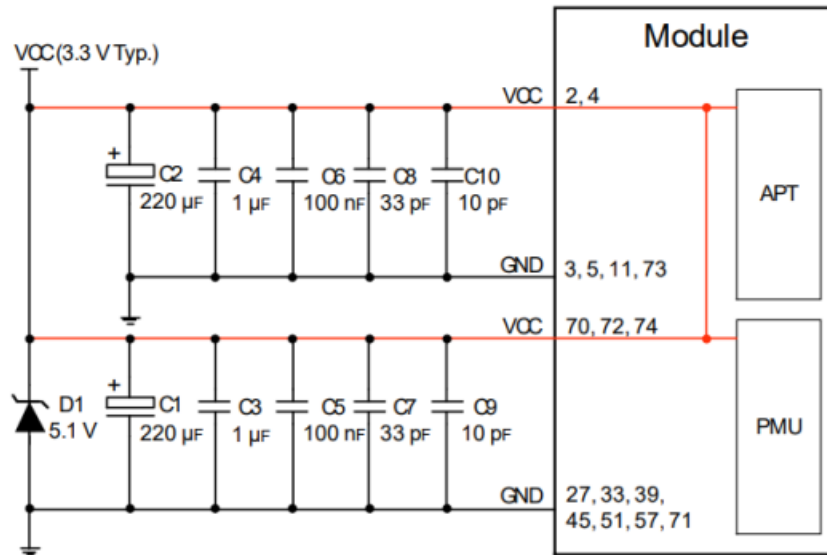 Module
VCC(3.3 V Typ.)
VCC 2, 4
+
C2 C4 C6 C8 C10
220 µF 1 µF 100 nF 33 pF 10 pF
APT
GND 3, 5, 11, 73
VCC 70, 72, 74
+
D1 C1 C3 C5 C7 C9
5.1 V 220 µF 1 µF 100 nF 33 pF 10 pF
PMU
GND 27, 33, 39,
45, 51, 57, 71